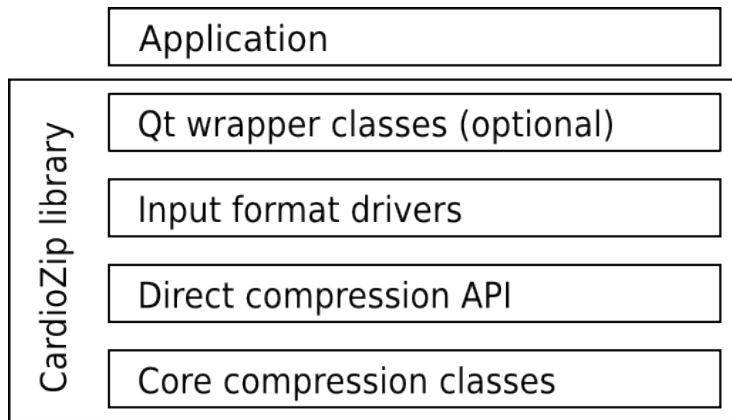 Application
CardioZip library
Qt wrapper classes (optional)
Input format drivers
Direct compression API
Core compression classes